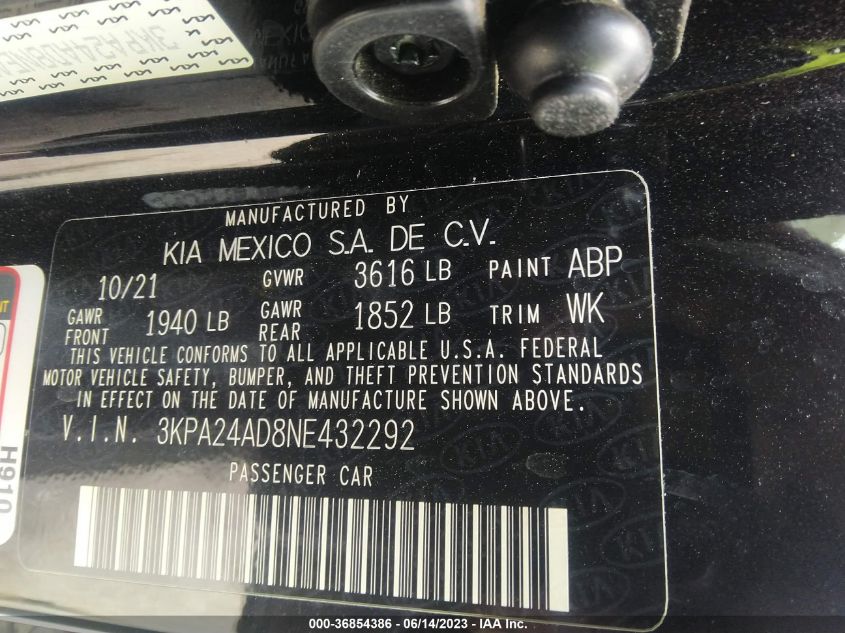 MANUFACTURED BY
KIA MEXICO S.A. DE C.V.
10/21 GVWR 3616 LB PAINT ABP
GAWR FRONT 1940 LB GAWR REAR 1852 LB TRIM WK
THIS VEHICLE CONFORMS TO ALL APPLICABLE U.S.A. FEDERAL
MOTOR VEHICLE SAFETY, BUMPER, AND THEFT PREVENTION STANDARDS
IN EFFECT ON THE DATE OF MANUFACTURE SHOWN ABOVE.
V.I.N. 3KPA24AD8NE432292
PASSENGER CAR
H910
000-36854386 - 06/14/2023 - IAA Inc.